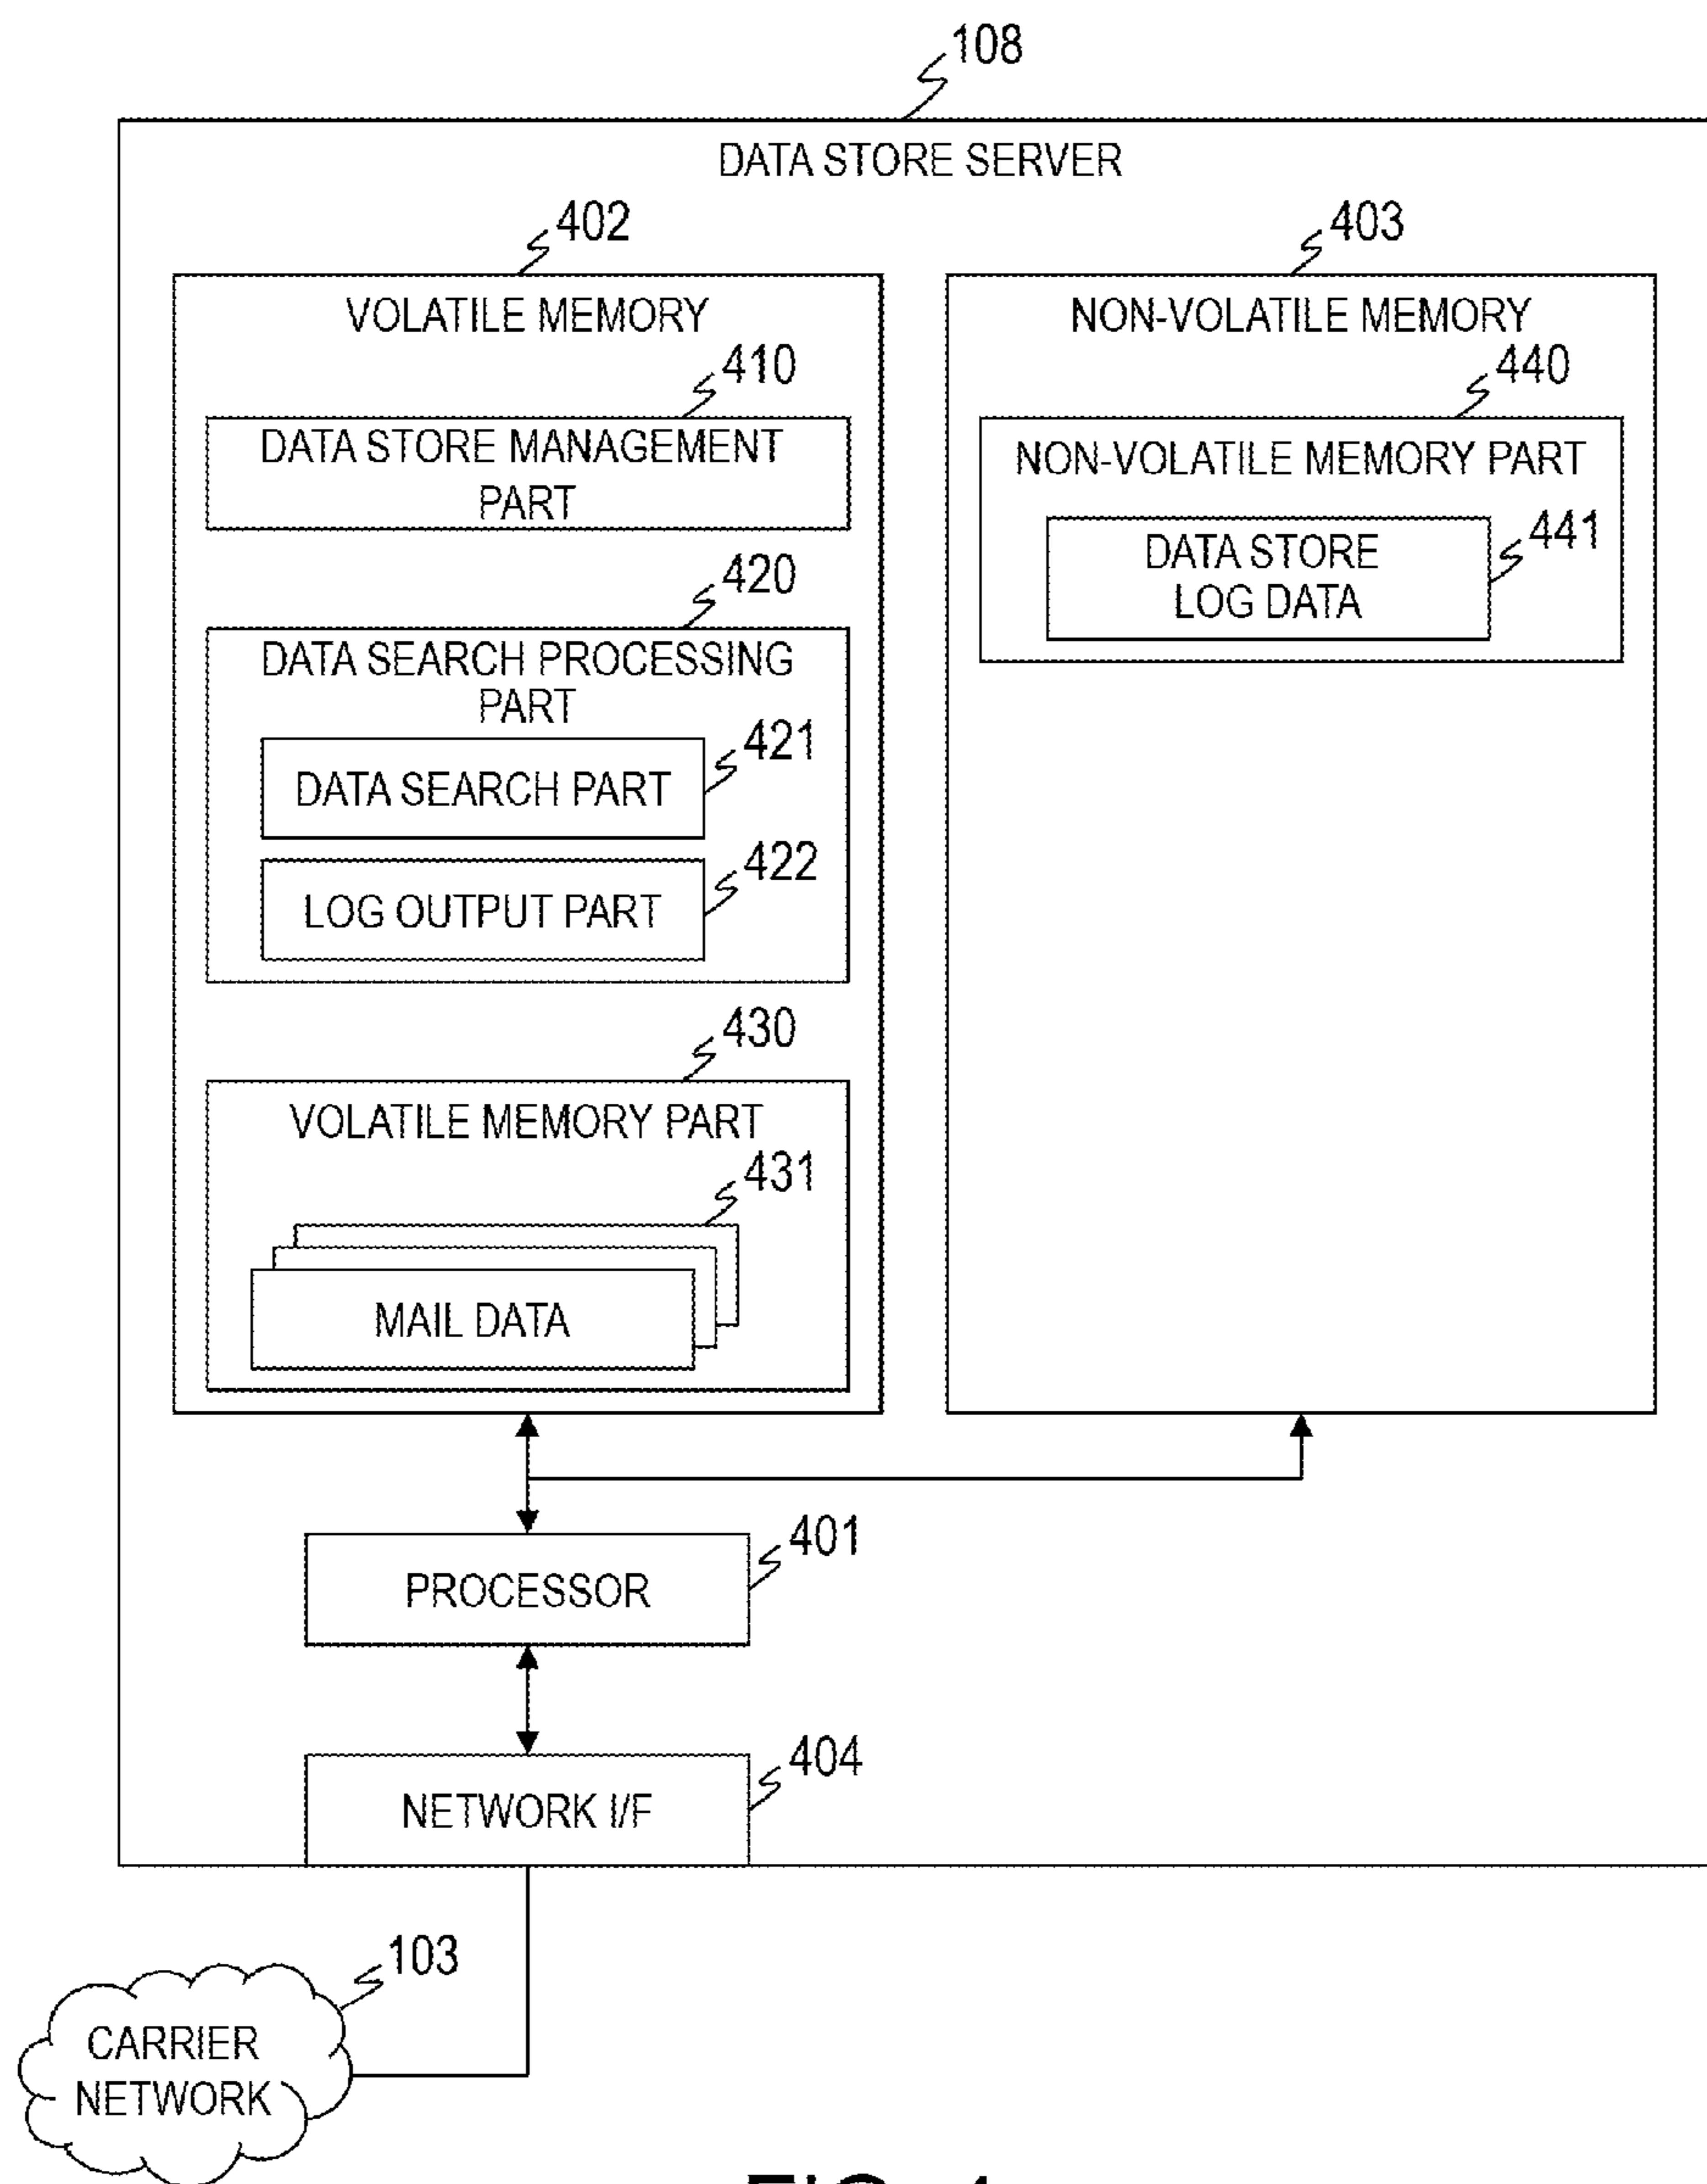 108
DATA STORE SERVER
402
403
VOLATILE MEMORY
NON-VOLATILE MEMORY
410
440
DATA STORE MANAGEMENT
PART
NON-VOLATILE MEMORY PART
441
DATA STORE
LOG DATA
420
DATA SEARCH PROCESSING
PART
421
DATA SEARCH PART
422
LOG OUTPUT PART
430
VOLATILE MEMORY PART
431
MAIL DATA
401
PROCESSOR
404
NETWORK I/F
103
CARRIER
NETWORK